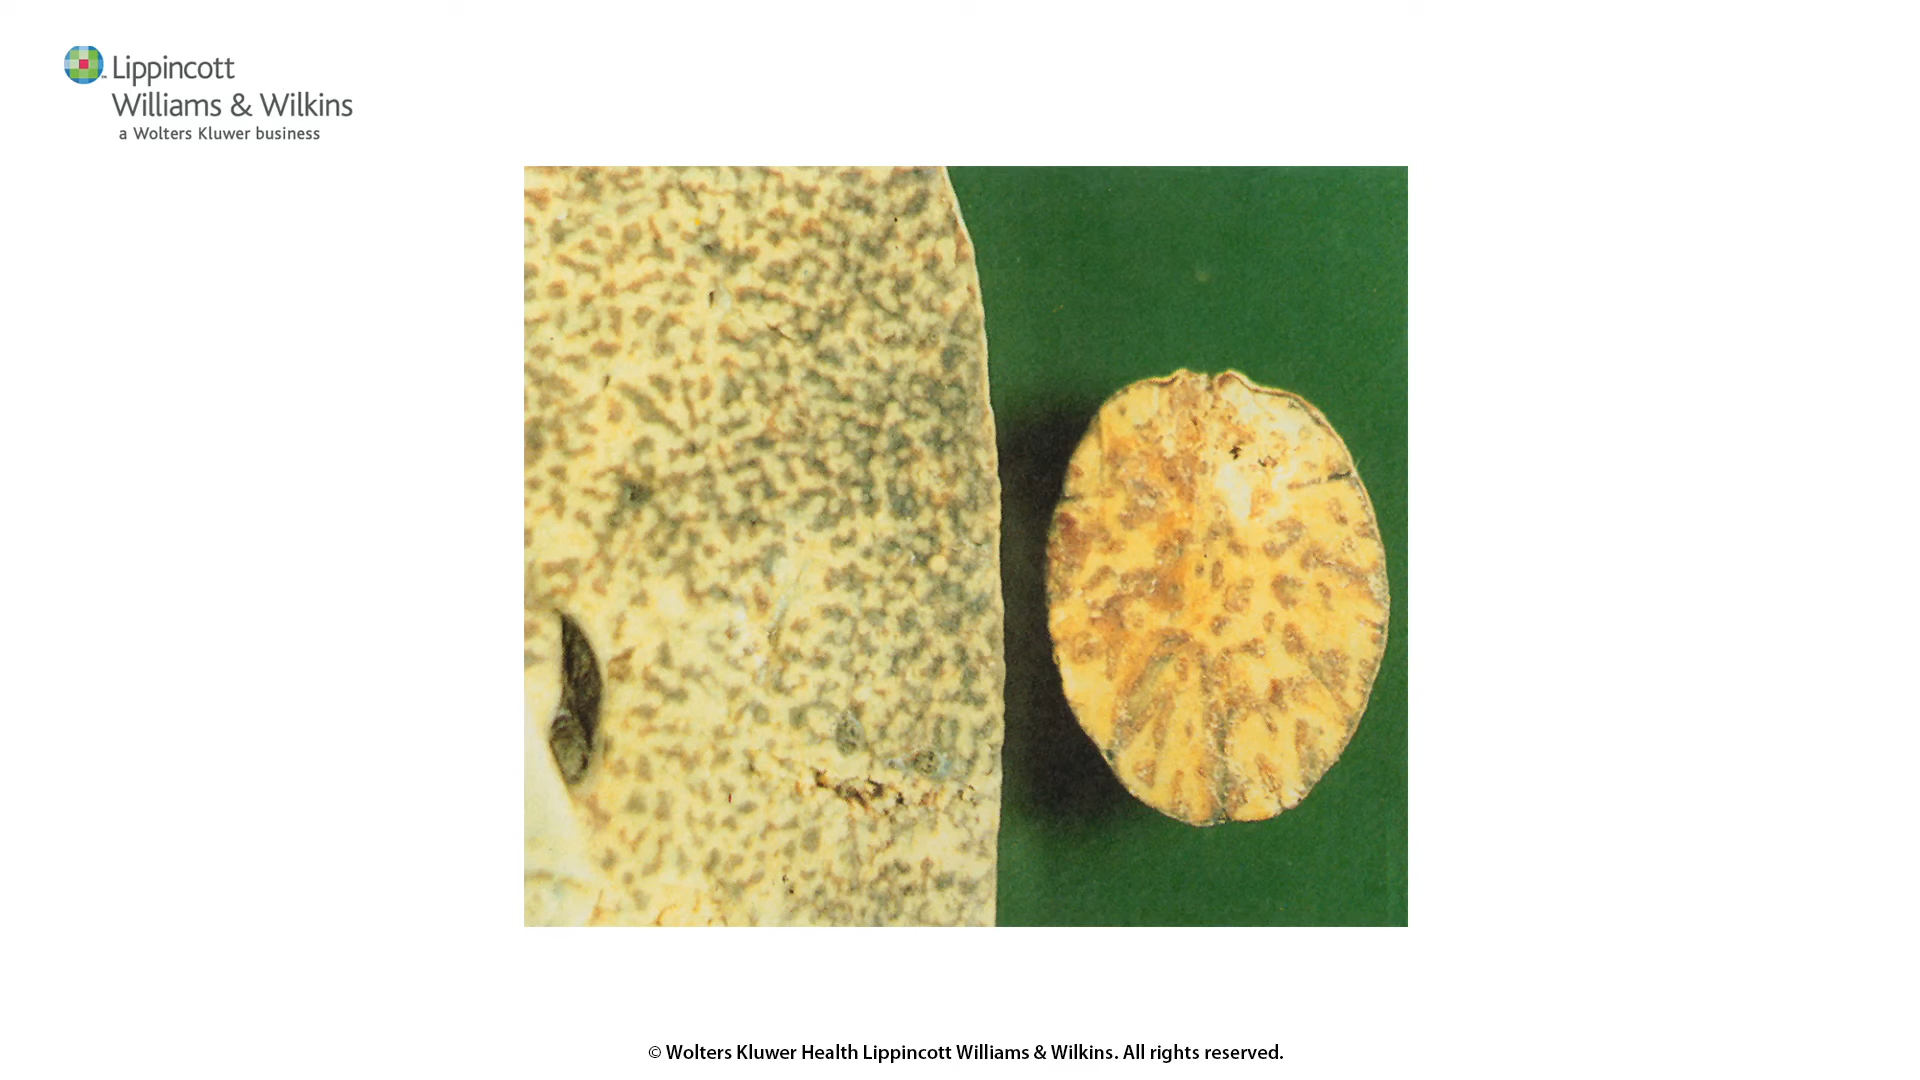 Lippincott
Williams & Wilkins
a Wolters Kluwer business
© Wolters Kluwer Health Lippincott Williams & Wilkins. All rights reserved.